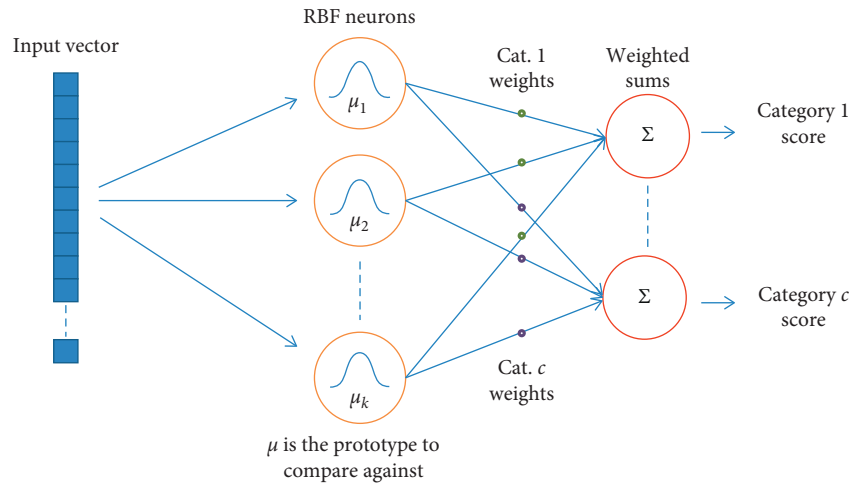 Input vector
RBF neurons
μ1
μ2
μk
μ is the prototype to
compare against
Cat. 1
weights
Cat. c
weights
Weighted
sums
Σ
Σ
Category 1
score
Category c
score